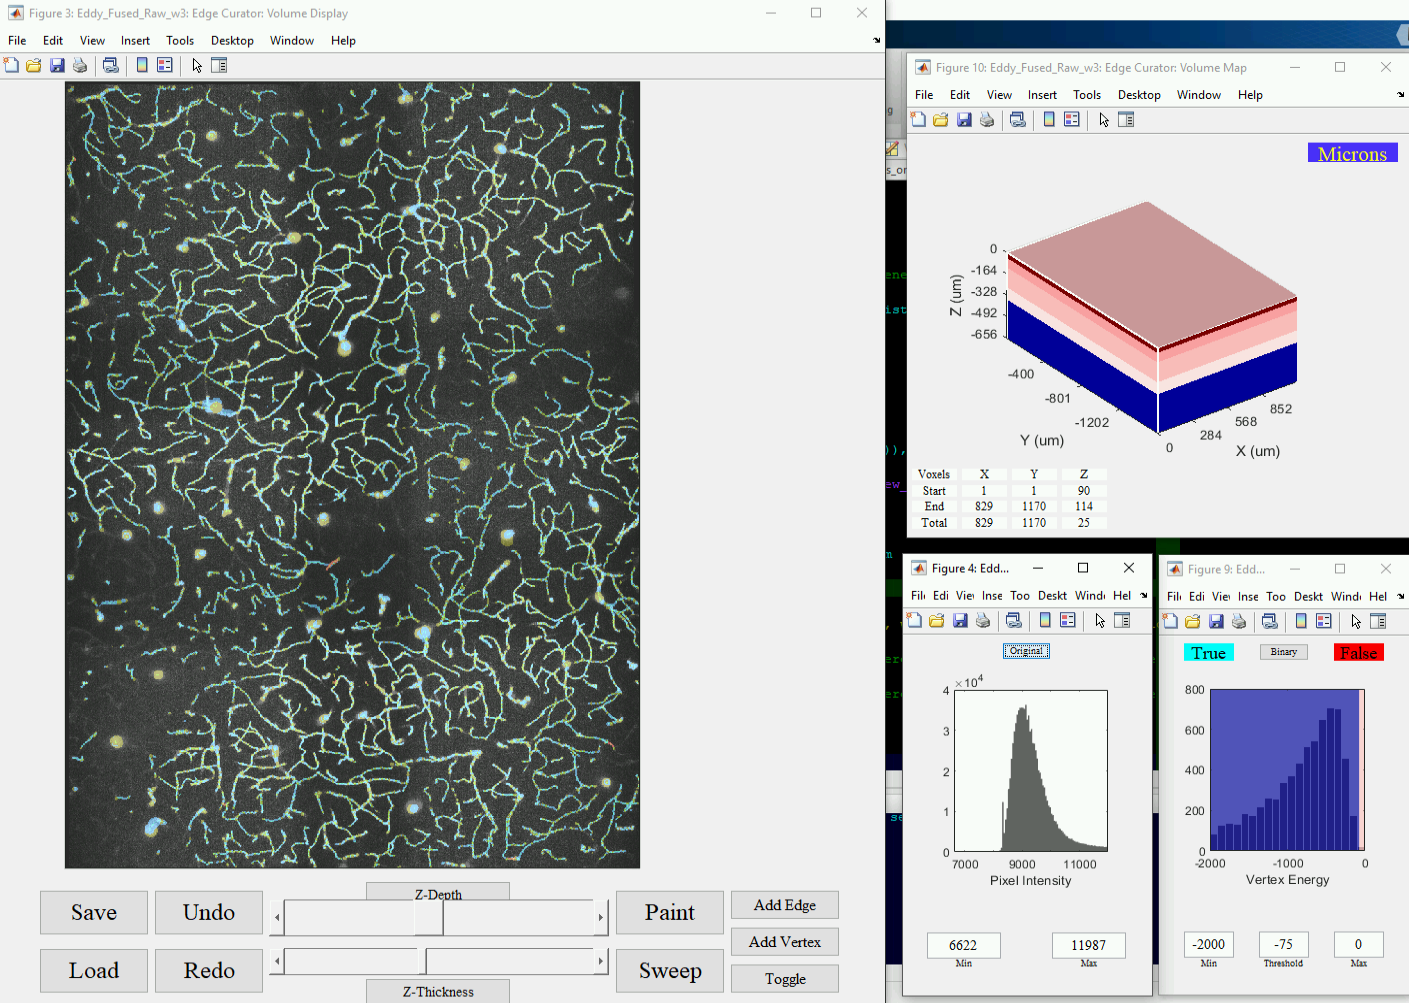 Figure 3: Eddy_Fused_Raw_w3: Edge Curator: Volume Display
File Edit View Insert Tools Desktop Window Help
Save Undo
Load Redo
Z-Depth
Z-Thickness
Paint
Sweep
Add Edge
Add Vertex
Toggle
Figure 10: Eddy_Fused_Raw_w3: Edge Curator: Volume Map
File Edit View Insert Tools Desktop Window Help
Microns
0
-164
-328
-492
-656
Z (um)
-400
-801
-1202
Y (um)
0
284
568
852
X (um)
Voxels X Y Z
Start 1 1 90
End 829 1170 114
Total 829 1170 25
Figure 4: Edd...
Fil Edi Vie Inse Too Deskt Wind Hel
Original
×10⁴
4
3
2
1
0
7000 9000 11000
Pixel Intensity
6622 11987
Min Max
Figure 9: Edd...
Fil Edi Vie Inse Too Deskt Wind Hel
True Binary False
800
600
400
200
0
-2000 -1000 0
Vertex Energy
-2000 -75 0
Min Threshold Max